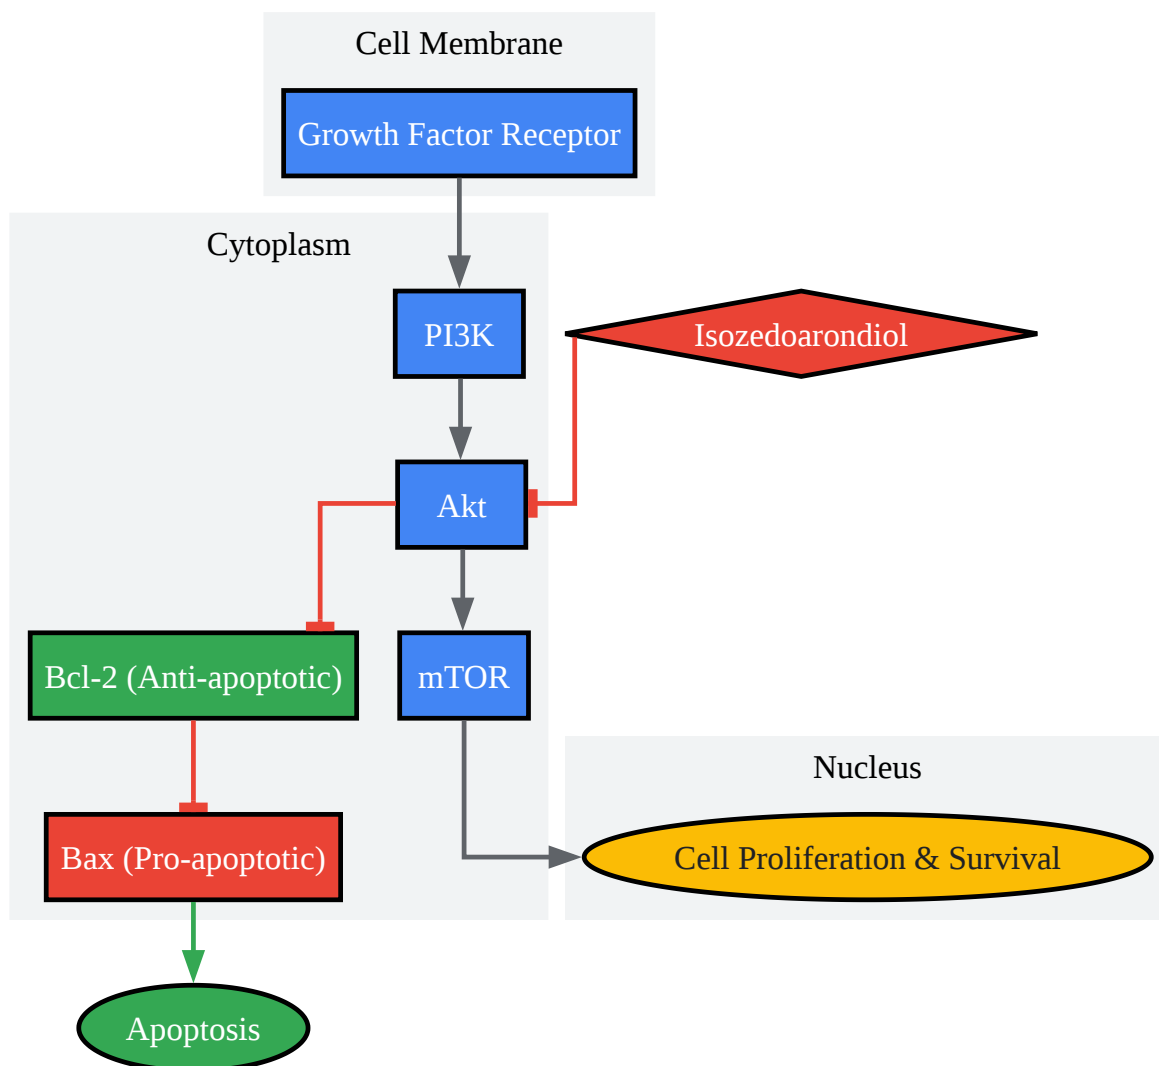 Cell Membrane
Growth Factor Receptor
Cytoplasm
PI3K
Isozedoarondiol
Akt
Bcl-2 (Anti-apoptotic)
mTOR
Nucleus
Bax (Pro-apoptotic)
Cell Proliferation & Survival
Apoptosis